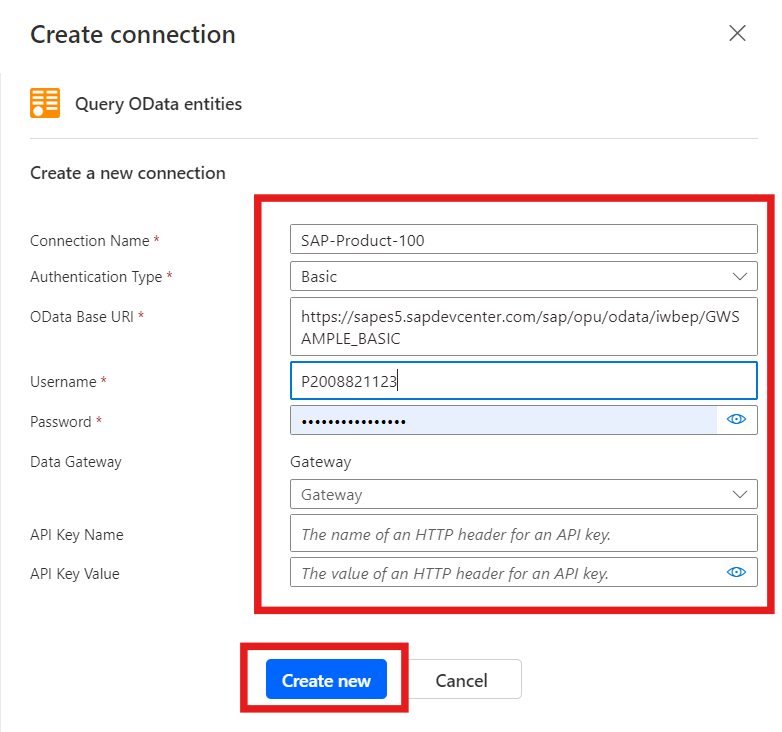 Create connection
Query OData entities
Create a new connection
Connection Name *
SAP-Product-100
Authentication Type *
Basic
OData Base URI *
https://sapes5.sapdevcenter.com/sap/opu/odata/iwbep/GWS
AMPLE_BASIC
Username *
P2008821123
Password *
••••••••••••••••
Data Gateway
Gateway
Gateway
API Key Name
The name of an HTTP header for an API key.
API Key Value
The value of an HTTP header for an API key.
Create new
Cancel